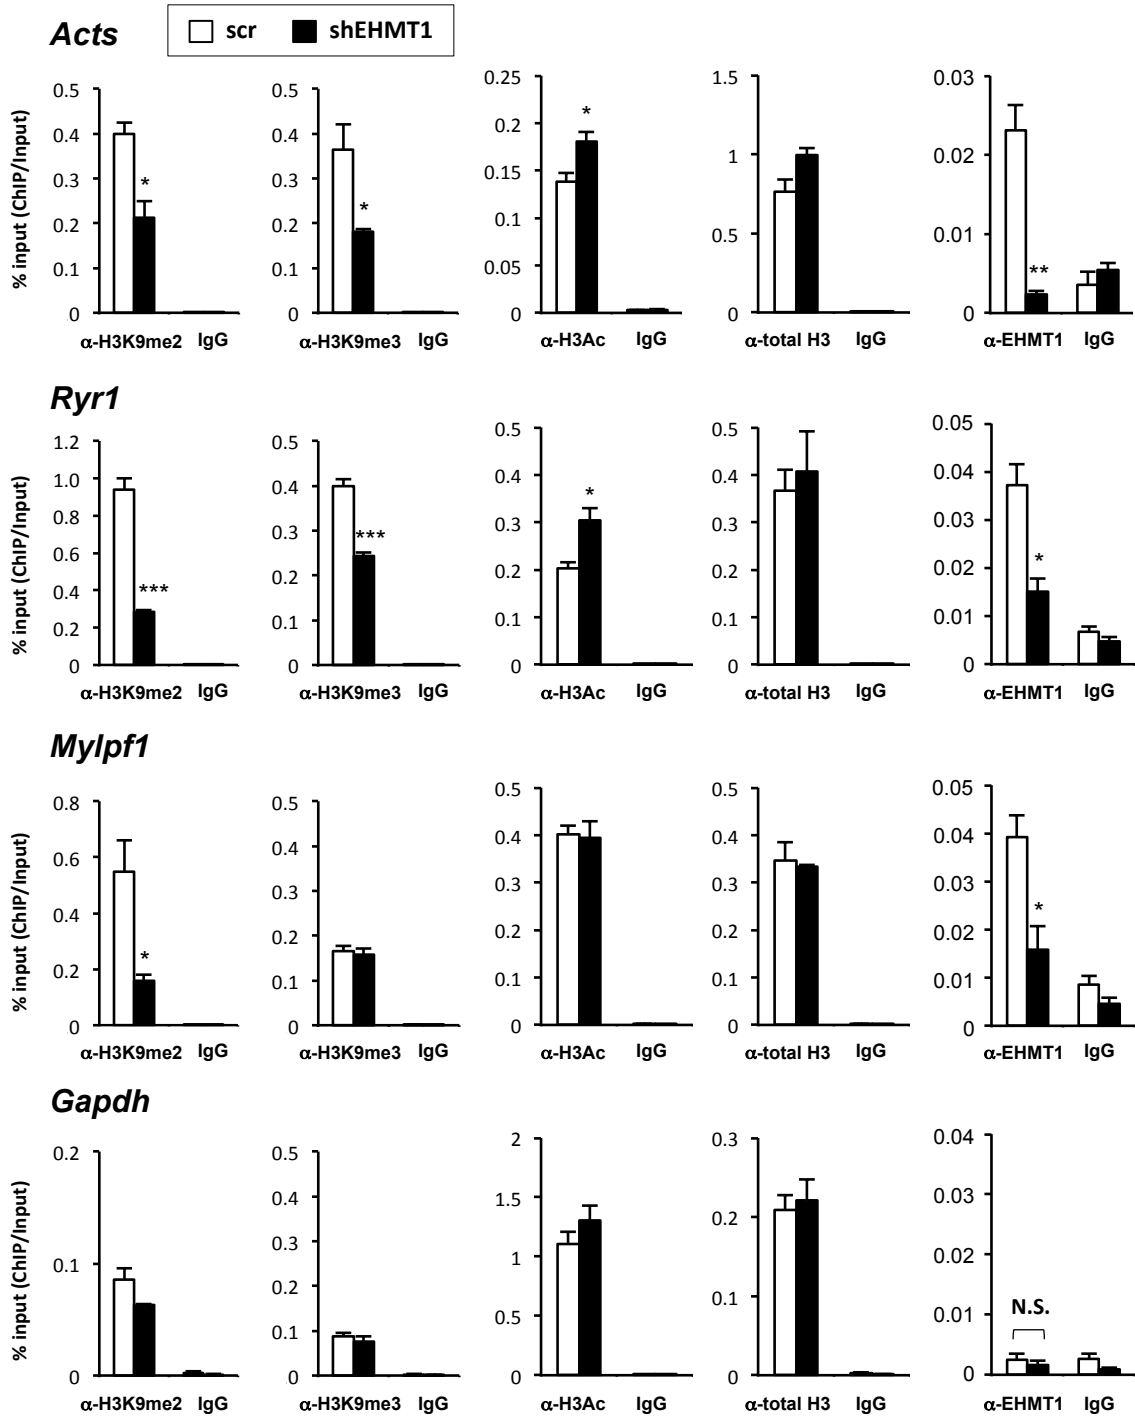 Acts
scr shEHMT1
% input (ChIP/Input)
0.5 0.4 0.3 0.2 0.1 0
*
α-H3K9me2 IgG
0.5 0.4 0.3 0.2 0.1 0
*
α-H3K9me3 IgG
0.25 0.2 0.15 0.1 0.05 0
*
α-H3Ac IgG
1.5 1 0.5 0
α-total H3 IgG
0.03 0.02 0.01 0
**
α-EHMT1 IgG
Ryr1
% input (ChIP/Input)
1.2 1.0 0.8 0.6 0.4 0.2 0
***
α-H3K9me2 IgG
0.5 0.4 0.3 0.2 0.1 0
***
α-H3K9me3 IgG
0.5 0.4 0.3 0.2 0.1 0
*
α-H3Ac IgG
0.5 0.4 0.3 0.2 0.1 0
α-total H3 IgG
0.05 0.04 0.03 0.02 0.01 0
*
α-EHMT1 IgG
Mylpf1
% input (ChIP/Input)
0.8 0.6 0.4 0.2 0
*
α-H3K9me2 IgG
0.5 0.4 0.3 0.2 0.1 0
α-H3K9me3 IgG
0.5 0.4 0.3 0.2 0.1 0
α-H3Ac IgG
0.5 0.4 0.3 0.2 0.1 0
α-total H3 IgG
0.05 0.04 0.03 0.02 0.01 0
*
α-EHMT1 IgG
Gapdh
% input (ChIP/Input)
0.2 0.1 0
α-H3K9me2 IgG
0.5 0.4 0.3 0.2 0.1 0
α-H3K9me3 IgG
2 1.5 1 0.5 0
α-H3Ac IgG
0.3 0.2 0.1 0
α-total H3 IgG
0.04 0.03 0.02 0.01 0
N.S.
α-EHMT1 IgG